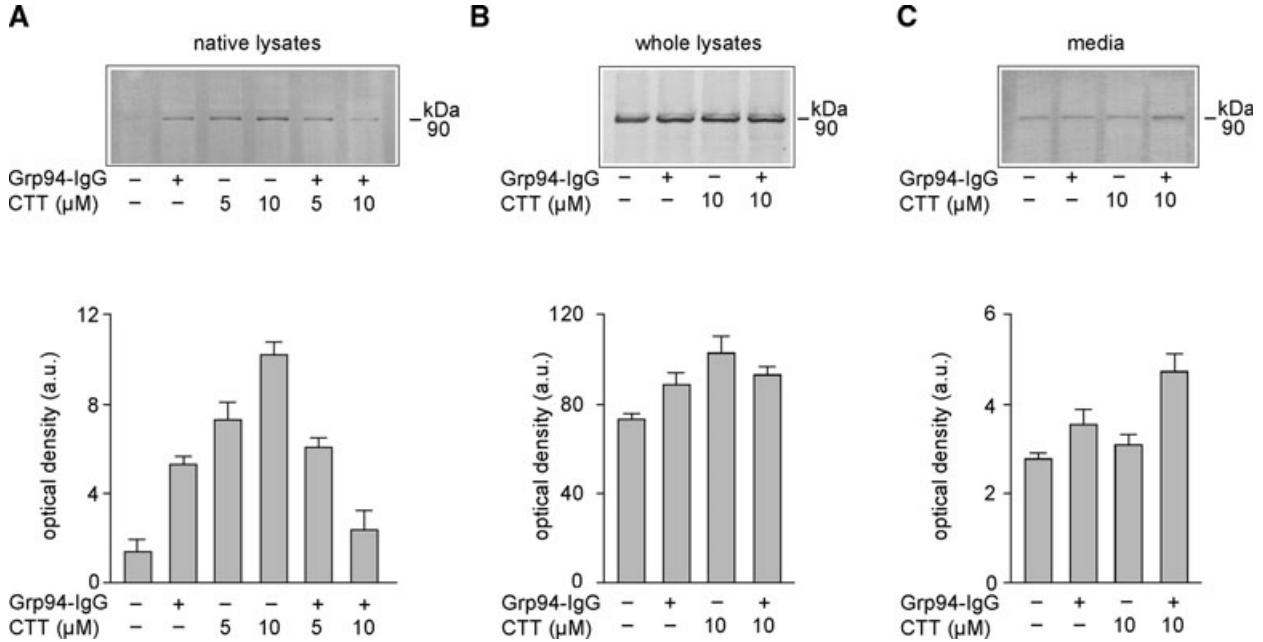 A
native lysates
kDa
90
Grp94-IgG – + – – + +
CTT (µM) – – 5 10 5 10
12
8
4
0
optical density (a.u.)
Grp94-IgG – + – – + +
CTT (µM) – – 5 10 5 10
B
whole lysates
kDa
90
Grp94-IgG – + – +
CTT (µM) – – 10 10
120
80
40
0
optical density (a.u.)
Grp94-IgG – + – +
CTT (µM) – – 10 10
C
media
kDa
90
Grp94-IgG – + – +
CTT (µM) – – 10 10
6
4
2
0
optical density (a.u.)
Grp94-IgG – + – +
CTT (µM) – – 10 10